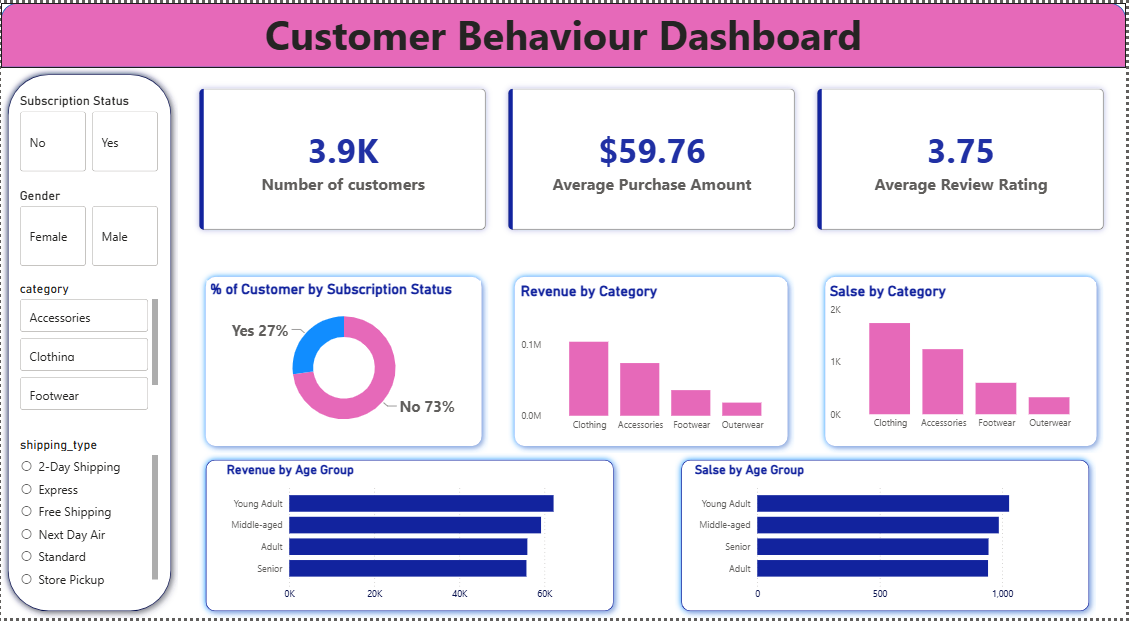 Customer Behaviour Dashboard
Subscription Status
No
Yes
Gender
Female
Male
category
Accessories
Clothing
Footwear
shipping_type
2-Day Shipping
Express
Free Shipping
Next Day Air
Standard
Store Pickup
3.9K
Number of customers
$59.76
Average Purchase Amount
3.75
Average Review Rating
% of Customer by Subscription Status
Yes 27%
No 73%
Revenue by Category
0.1M
0.0M
Clothing
Accessories
Footwear
Outerwear
Salse by Category
2K
1K
0K
Clothing
Accessories
Footwear
Outerwear
Revenue by Age Group
Young Adult
Middle-aged
Adult
Senior
0K
20K
40K
60K
Salse by Age Group
Young Adult
Middle-aged
Senior
Adult
0
500
1,000